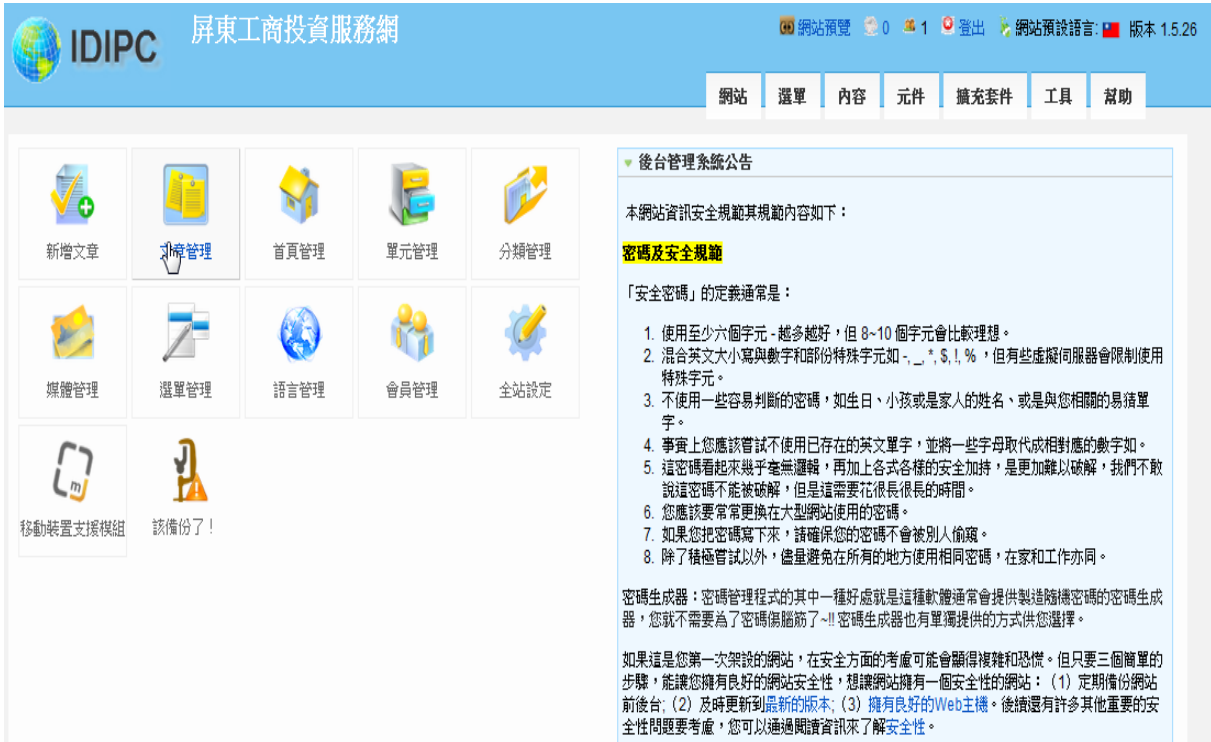 IDIPC
屏東工商投資服務網
網站預覽 0 1 登出 網站預設語言: 版本 1.5.26
網站 選單 內容 元件 擴充套件 工具 幫助
新增文章 文章管理 首頁管理 單元管理 分類管理
媒體管理 選單管理 語言管理 會員管理 全站設定
移動裝置支援模組 該備份了!
後台管理系統公告
本網站資訊安全規範其規範內容如下:
密碼及安全規範
「安全密碼」的定義通常是:
1. 使用至少六個字元 - 越多越好,但 8~10 個字元會比較理想。
2. 混合英文大小寫與數字和部份特殊字元如 -, _, *, $, !, % ,但有些虛擬伺服器會限制使用
特殊字元。
3. 不使用一些容易判斷的密碼,如生日、小孩或是家人的姓名、或是與您相關的易猜單
字。
4. 事實上您應該嘗試不使用已存在的英文單字,並將一些字母取代成相對應的數字如。
5. 這密碼看起來幾乎毫無邏輯,再加上各式各樣的安全加持,是更加難以破解,我們不敢
說這密碼不能被破解,但是這需要花很長很長的時間。
6. 您應該要常常更換在大型網站使用的密碼。
7. 如果您把密碼寫下來,請確保您的密碼不會被別人偷窺。
8. 除了積極嘗試以外,儘量避免在所有的地方使用相同密碼,在家和工作亦同。
密碼生成器:密碼管理程式的其中一種好處就是這種軟體通常會提供製造隨機密碼的密碼生成
器,您就不需要為了密碼傷腦筋了~!! 密碼生成器也有單獨提供的方式供您選擇。
如果這是您第一次架設的網站,在安全方面的考慮可能會顯得複雜和恐慌。但只要三個簡單的
步驟,能讓您擁有良好的網站安全性,想讓網站擁有一個安全性的網站:(1)定期備份網站
前後台;(2)及時更新到最新的版本;(3)擁有良好的Web主機。後續還有許多其他重要的安
全性問題要考慮,您可以通過閱讀資訊來了解安全性。